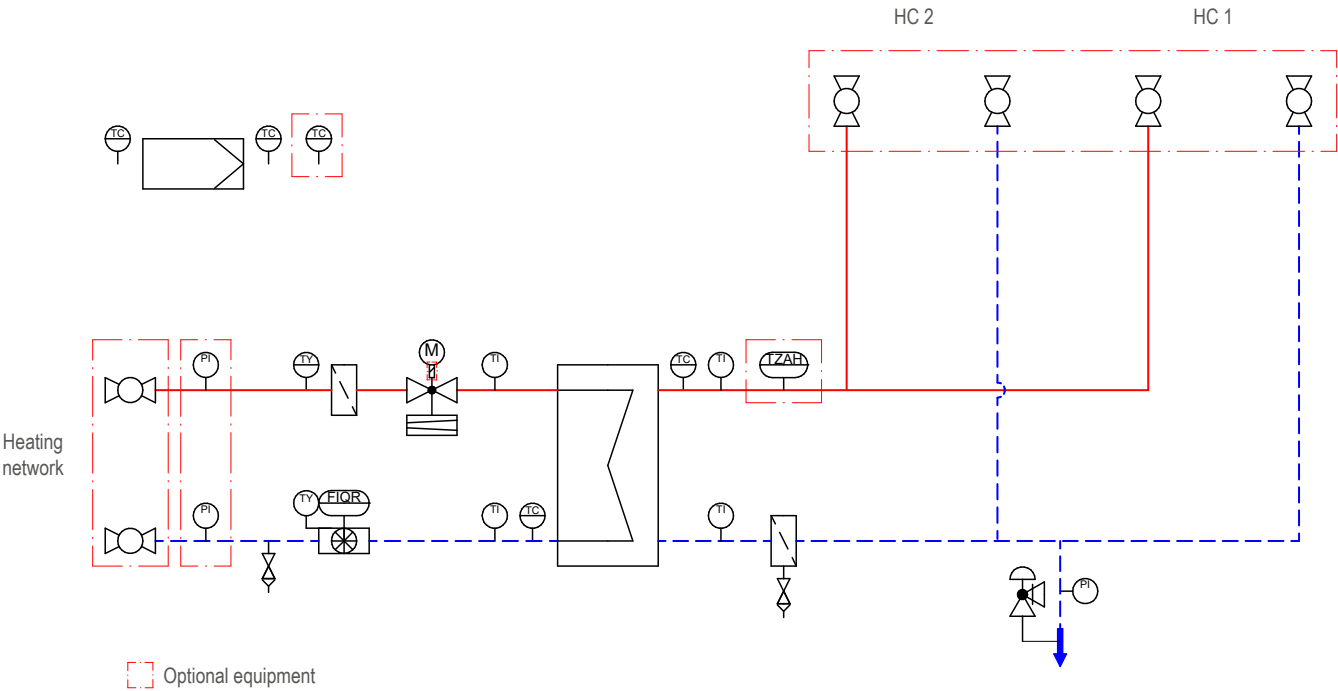 HC 2
HC 1
TC
TC
TC
PI
TY
M
TI
TC
TI
TZAH
Heating
network
PI
TY
FIQR
TI
TC
TI
PI
Optional equipment